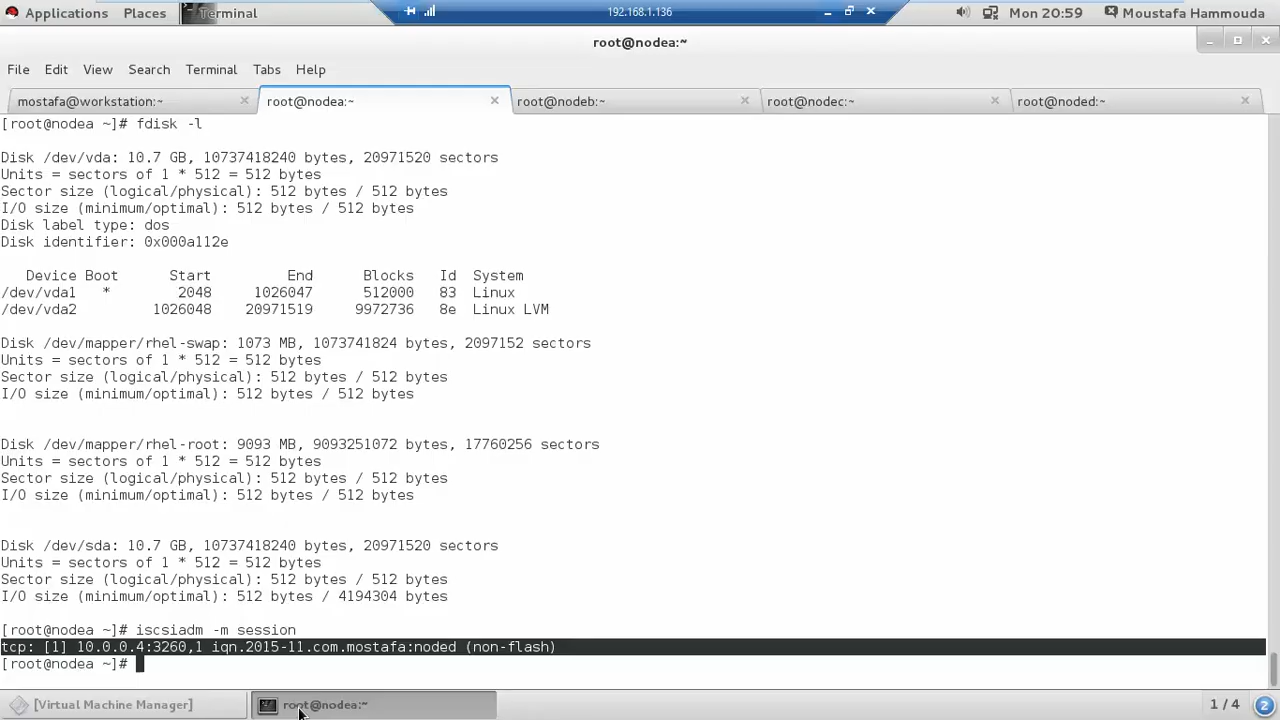 Applications Places Terminal 192.168.1.136 Mon 20:59 Moustafa Hammouda
root@nodea:~
File Edit View Search Terminal Tabs Help
mostafa@workstation:~ root@nodea:~ root@nodeb:~ root@nodec:~ root@noded:~
[root@nodea ~]# fdisk -l
Disk /dev/vda: 10.7 GB, 10737418240 bytes, 20971520 sectors
Units = sectors of 1 * 512 = 512 bytes
Sector size (logical/physical): 512 bytes / 512 bytes
I/O size (minimum/optimal): 512 bytes / 512 bytes
Disk label type: dos
Disk identifier: 0x000a112e
Device Boot Start End Blocks Id System
/dev/vda1 * 2048 1026047 512000 83 Linux
/dev/vda2 1026048 20971519 9972736 8e Linux LVM
Disk /dev/mapper/rhel-swap: 1073 MB, 1073741824 bytes, 2097152 sectors
Units = sectors of 1 * 512 = 512 bytes
Sector size (logical/physical): 512 bytes / 512 bytes
I/O size (minimum/optimal): 512 bytes / 512 bytes
Disk /dev/mapper/rhel-root: 9093 MB, 9093251072 bytes, 17760256 sectors
Units = sectors of 1 * 512 = 512 bytes
Sector size (logical/physical): 512 bytes / 512 bytes
I/O size (minimum/optimal): 512 bytes / 512 bytes
Disk /dev/sda: 10.7 GB, 10737418240 bytes, 20971520 sectors
Units = sectors of 1 * 512 = 512 bytes
Sector size (logical/physical): 512 bytes / 512 bytes
I/O size (minimum/optimal): 512 bytes / 4194304 bytes
[root@nodea ~]# iscsiadm -m session
tcp: [1] 10.0.0.4:3260,1 iqn.2015-11.com.mostafa:noded (non-flash)
[root@nodea ~]#
[Virtual Machine Manager] root@nodea:~ 1 / 4 2